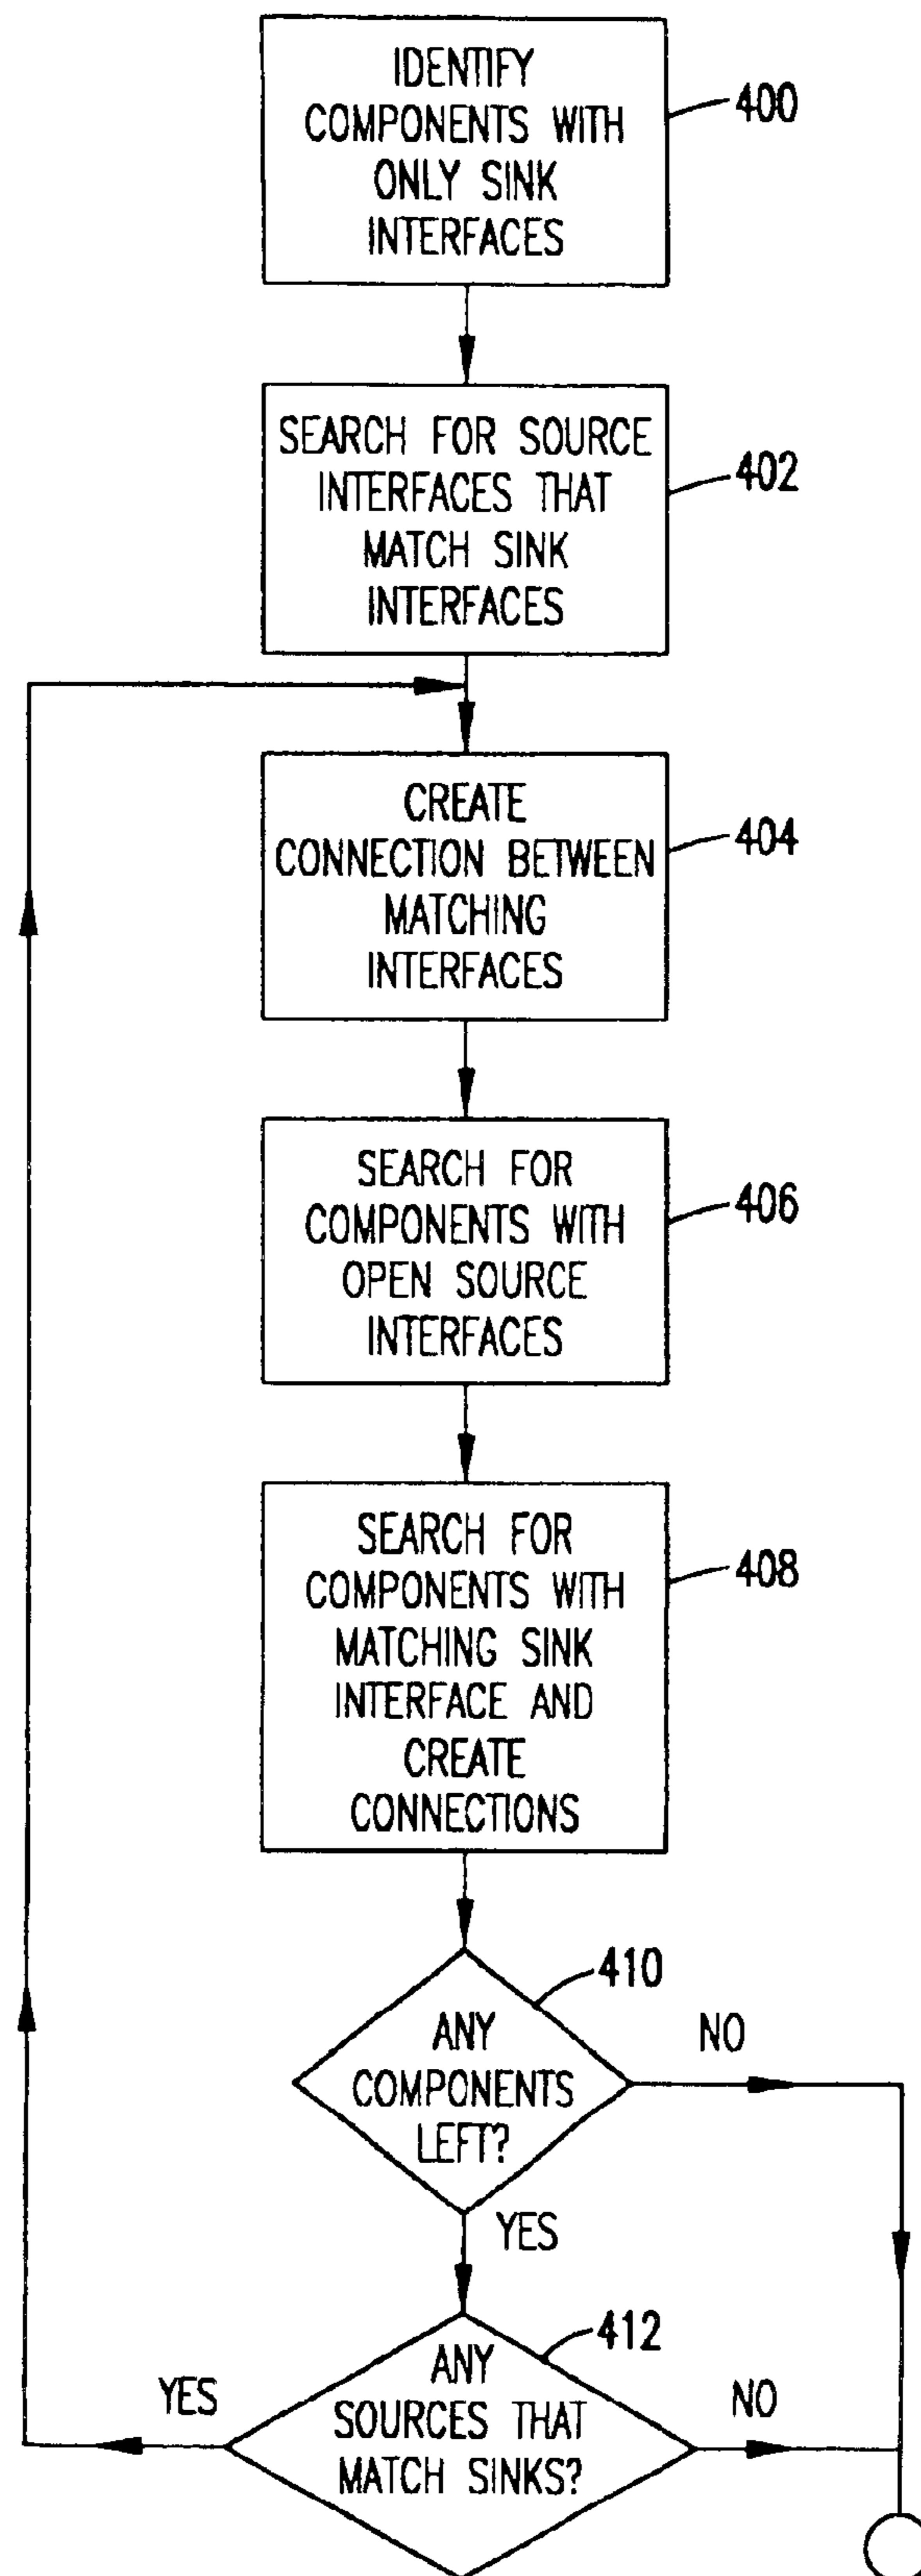 IDENTIFY
COMPONENTS WITH
ONLY SINK
INTERFACES
400
SEARCH FOR SOURCE
INTERFACES THAT
MATCH SINK
INTERFACES
402
CREATE
CONNECTION BETWEEN
MATCHING
INTERFACES
404
SEARCH FOR
COMPONENTS WITH
OPEN SOURCE
INTERFACES
406
SEARCH FOR
COMPONENTS WITH
MATCHING SINK
INTERFACE AND
CREATE
CONNECTIONS
408
410
ANY
COMPONENTS
LEFT?
NO
YES
412
ANY
SOURCES THAT
MATCH SINKS?
YES
NO